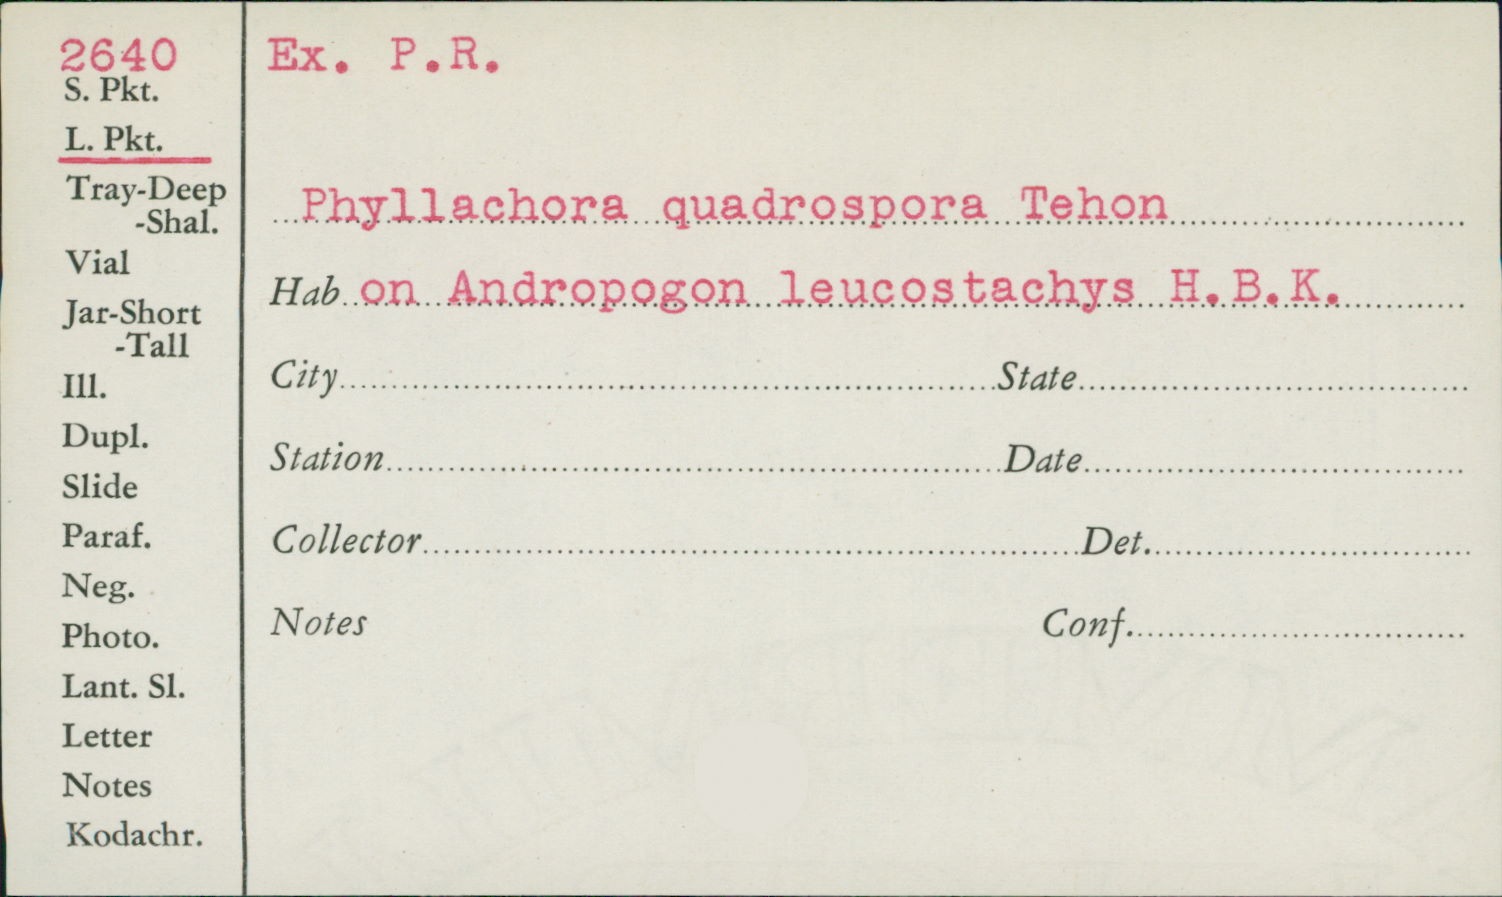 2640
S. Pkt.
L. Pkt.
Tray-Deep
-Shal.
Vial
Jar-Short
-Tall
Ill.
Dupl.
Slide
Paraf.
Neg.
Photo.
Lant. Sl.
Letter
Notes
Kodachr.
Ex. P.R.
Phyllachora quadrospora Tehon
Hab on Andropogon leucostachys H.B.K.
City State
Station Date
Collector Det.
Notes Conf.